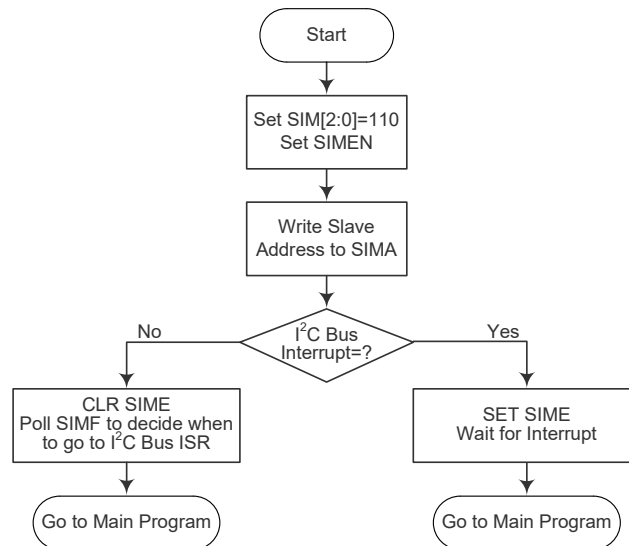 Start
Set SIM[2:0]=110
Set SIMEN
Write Slave
Address to SIMA
I²C Bus
Interrupt=?
No
Yes
CLR SIME
Poll SIMF to decide when
to go to I²C Bus ISR
SET SIME
Wait for Interrupt
Go to Main Program
Go to Main Program